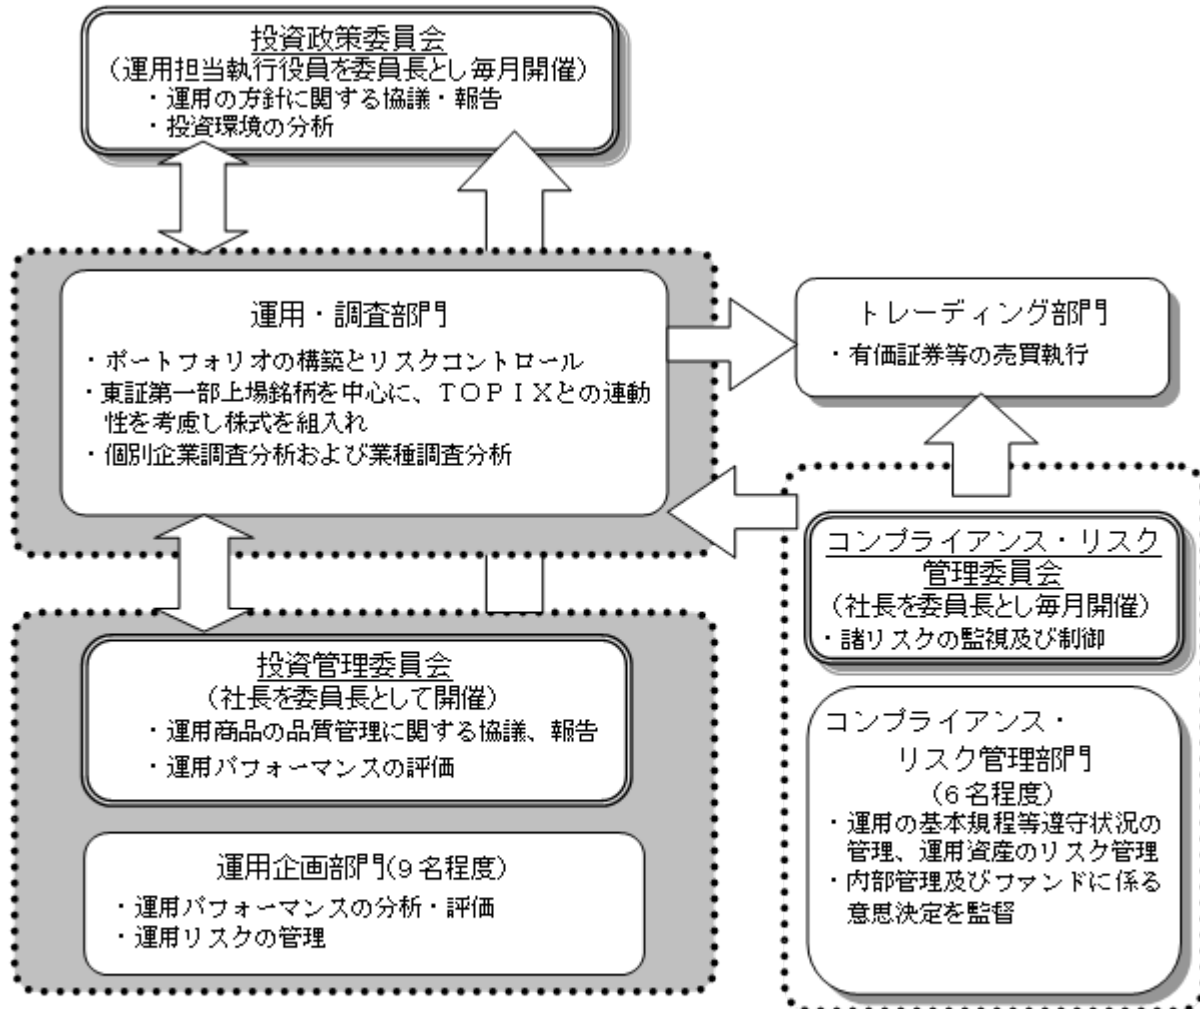 投資政策委員会
(運用担当執行役員を委員長とし毎月開催)
・運用の方針に関する協議・報告
・投資環境の分析
運用・調査部門
・ポートフォリオの構築とリスクコントロール
・東証第一部上場銘柄を中心に、TOPIXとの連動
性を考慮し株式を組入れ
・個別企業調査分析および業種調査分析
トレーディング部門
・有価証券等の売買執行
コンプライアンス・リスク
管理委員会
(社長を委員長とし毎月開催)
・諸リスクの監視及び制御
コンプライアンス・
リスク管理部門
(6名程度)
・運用の基本規程等遵守状況の
管理、運用資産のリスク管理
・内部管理及びファンドに係る
意思決定を監督
投資管理委員会
(社長を委員長として開催)
・運用商品の品質管理に関する協議、報告
・運用パフォーマンスの評価
運用企画部門(9名程度)
・運用パフォーマンスの分析・評価
・運用リスクの管理